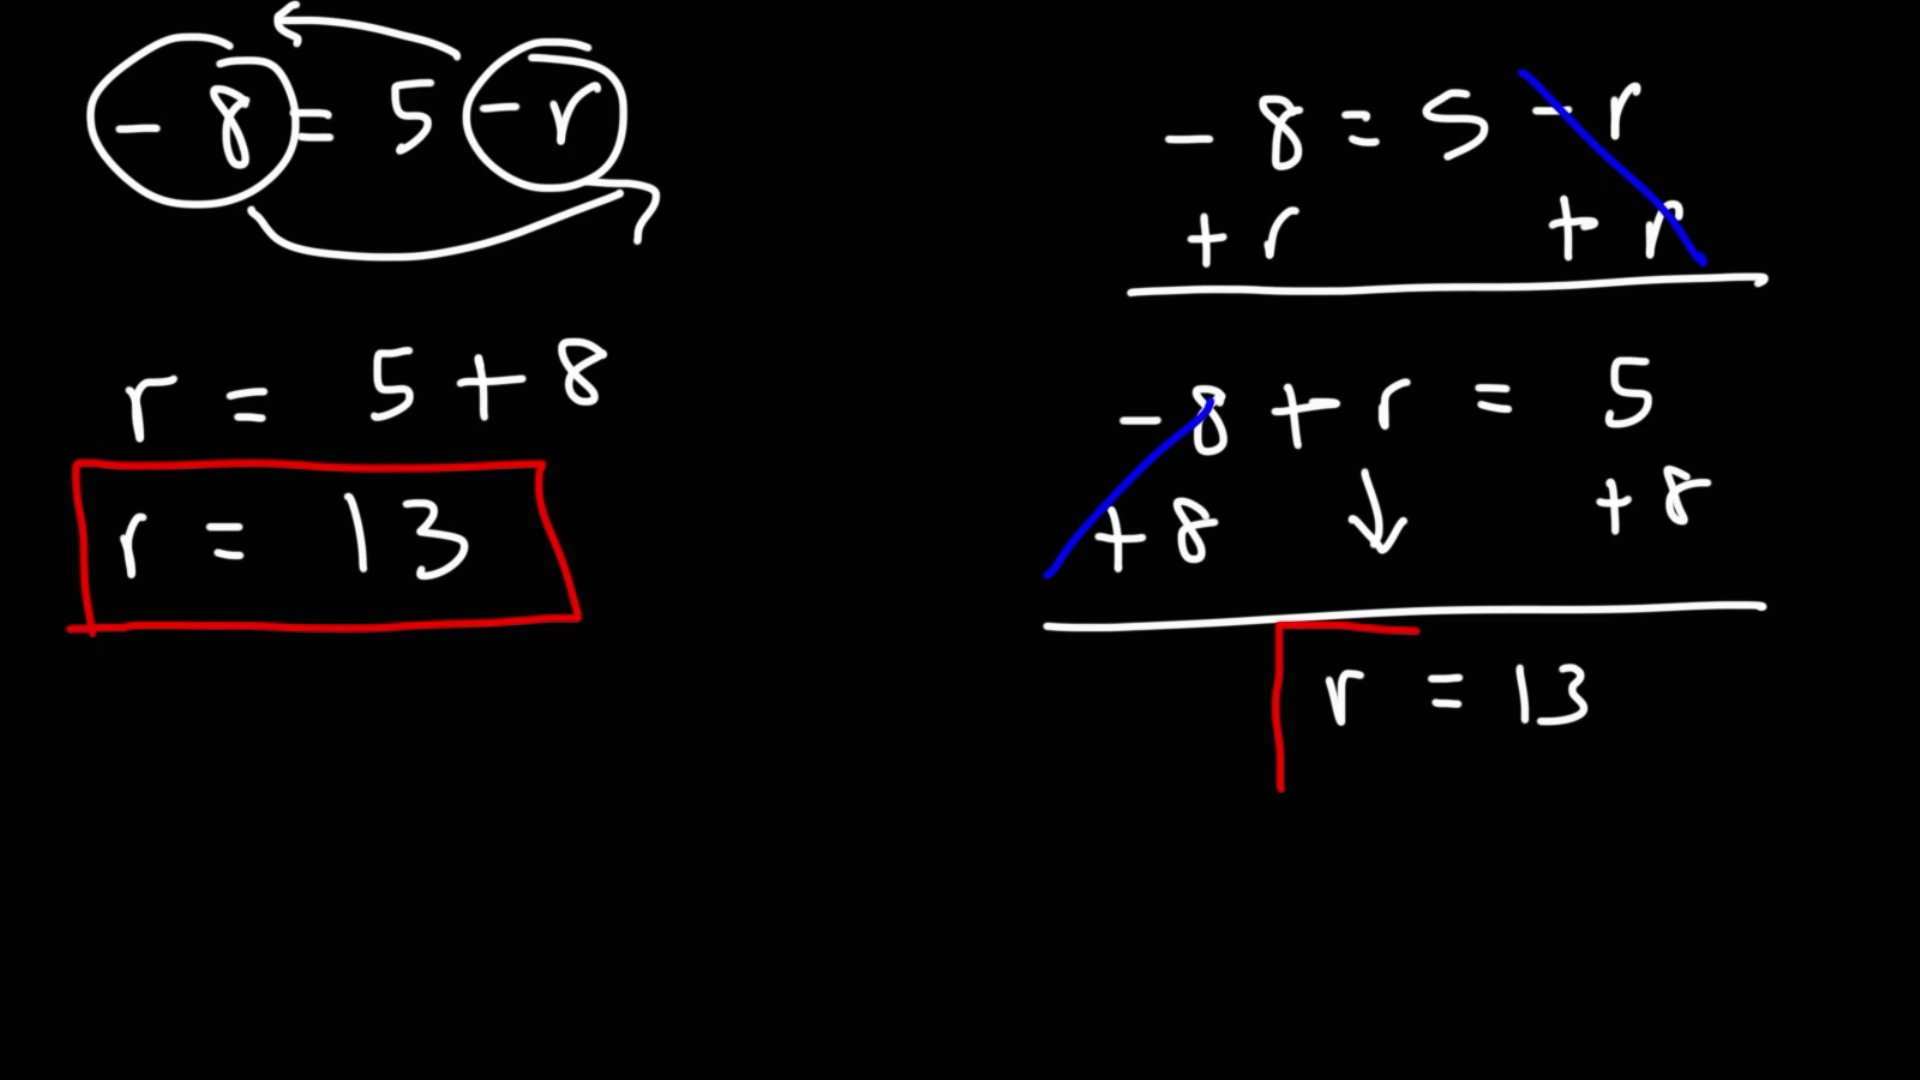 - 8 = 5 - r
r = 5 + 8
r = 13
- 8 = 5 - r
+ r + r
- 8 + r = 5
+ 8 + 8
r = 13